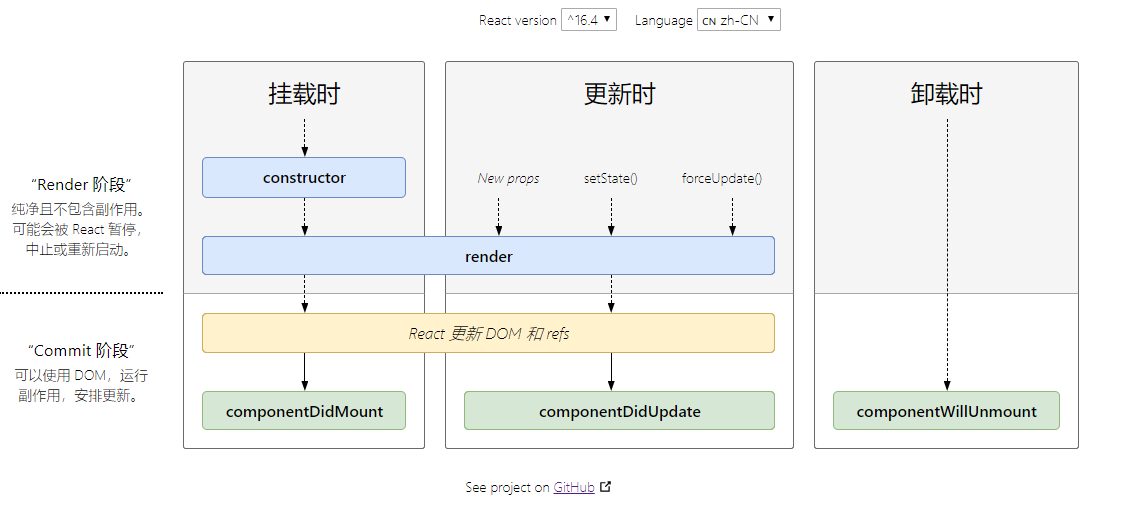 React version ^16.4 Language CN zh-CN
挂载时
更新时
卸载时
“Render 阶段”
纯净且不包含副作用。
可能会被 React 暂停，
中止或重新启动。
constructor
New props
setState()
forceUpdate()
render
“Commit 阶段”
可以使用 DOM，运行
副作用，安排更新。
React 更新 DOM 和 refs
componentDidMount
componentDidUpdate
componentWillUnmount
See project on GitHub